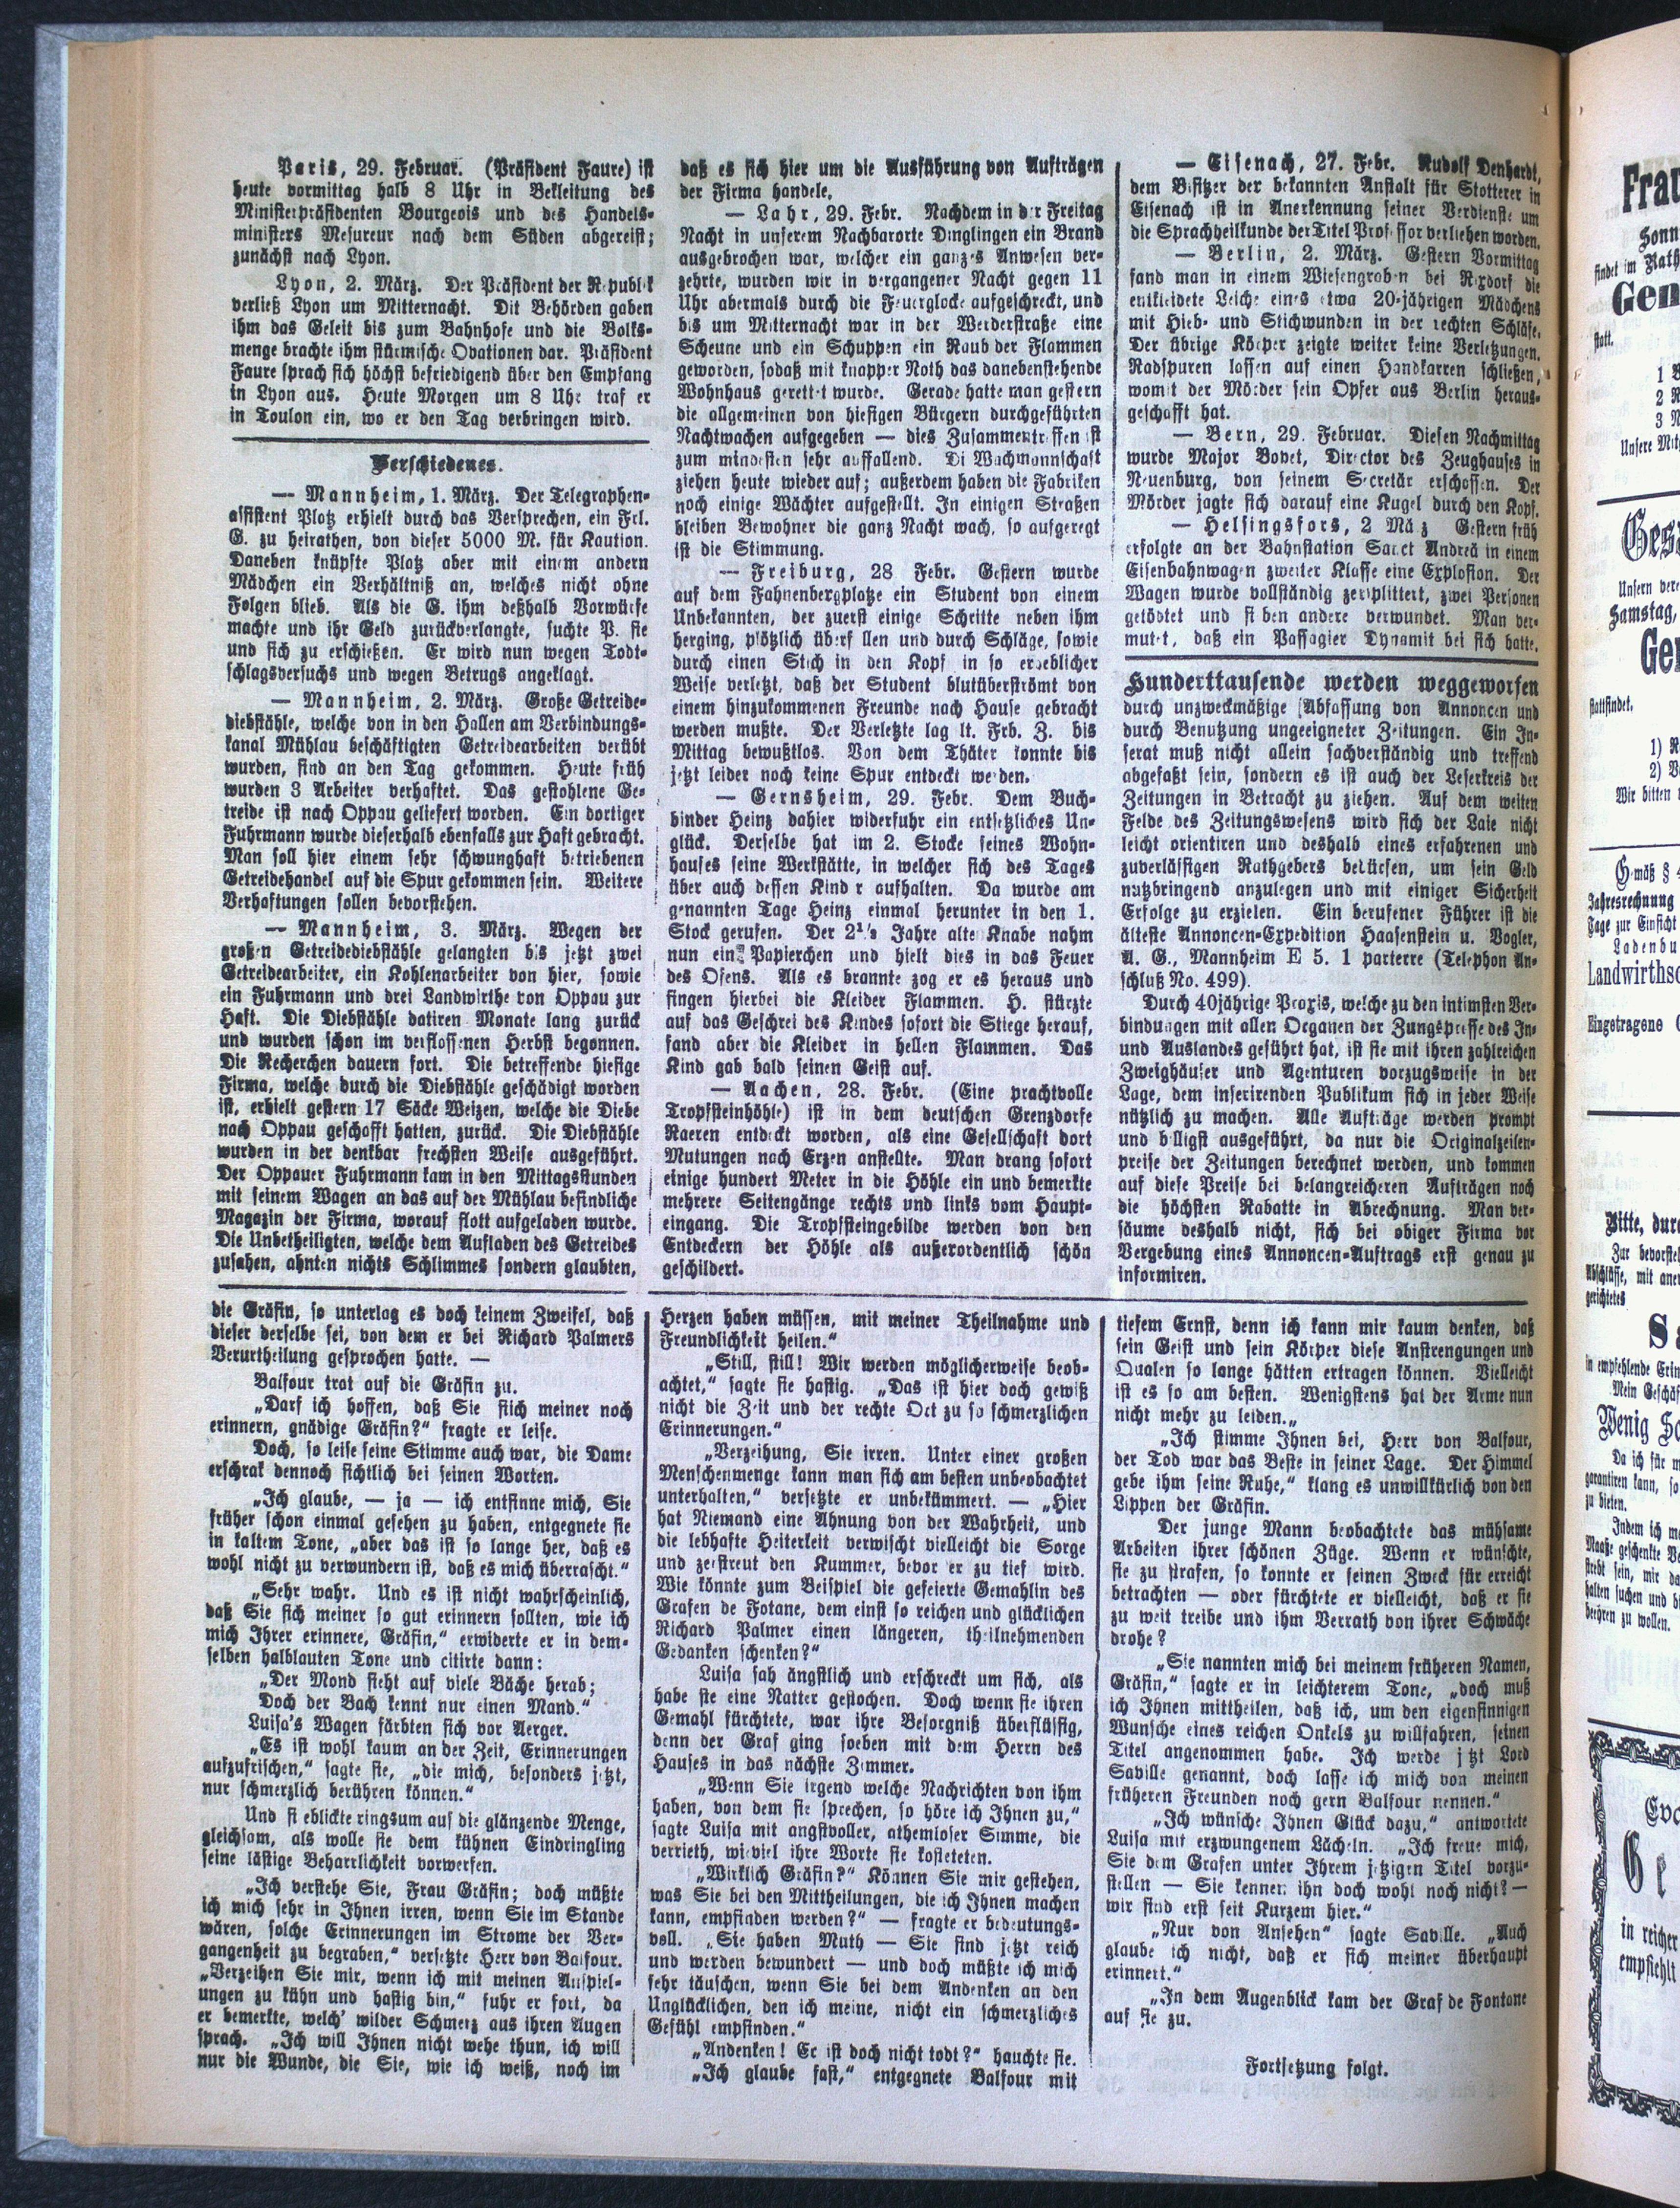 Paris, 29. Februar. (Präsident Faure) ist
heute vormittag halb 8 Uhr in Bekleitung des
Ministerpräsidenten Bourgeois und des Handels-
ministers Mesureur nach dem Süden abgereist;
zunächst nach Lyon.
Lyon, 2. März. Der Präsident der Republik
verließ Lyon um Mitternacht. Dit Behörden gaben
ihm das Geleit bis zum Bahnhofe und die Volks-
menge brachte ihm stürmische Ovationen dar. Präsident
Faure sprach sich höchst befriedigend über den Empfang
in Lyon aus. Heute Morgen um 8 Uhr traf er
in Toulon ein, wo er den Tag verbringen wird.
Verschiedenes.
— Mannheim, 1. März. Der Telegraphen-
assistent Platz erhielt durch das Versprechen, ein Frl.
G. zu heirathen, von dieser 5000 M. für Kaution.
Daneben knüpfte Platz aber mit einem andern
Mädchen ein Verhältniß an, welches nicht ohne
Folgen blieb. Als die G. ihm deßhalb Vorwürfe
machte und ihr Geld zurückverlangte, suchte P. sie
und sich zu erschießen. Er wird nun wegen Todt-
schlagsversuchs und wegen Betrugs angeklagt.
— Mannheim, 2. März. Große Getreide-
diebstähle, welche von in den Hallen am Verbindungs-
kanal Mühlau beschäftigten Getreidearbeiten verübt
wurden, sind an den Tag gekommen. Heute früh
wurden 3 Arbeiter verhaftet. Das gestohlene Ge-
treide ist nach Oppau geliefert worden. Ein dortiger
Fuhrmann wurde dieserhalb ebenfalls zur Haft gebracht.
Man soll hier einem sehr schwunghaft betriebenen
Getreidehandel auf die Spur gekommen sein. Weitere
Verhaftungen sollen bevorstehen.
— Mannheim, 3. März. Wegen der
großen Getreidediebstähle gelangten bis jetzt zwei
Getreidearbeiter, ein Kohlenarbeiter von hier, sowie
ein Fuhrmann und drei Landwirthe von Oppau zur
Haft. Die Diebstähle datiren Monate lang zurück
und wurden schon im verflossenen Herbst begonnen.
Die Recherchen dauern fort. Die betreffende hiesige
Firma, welche durch die Diebstähle geschädigt worden
ist, erhielt gestern 17 Säcke Weizen, welche die Diebe
nach Oppau geschafft hatten, zurück. Die Diebstähle
wurden in der denkbar frechsten Weise ausgeführt.
Der Oppauer Fuhrmann kam in den Mittagsstunden
mit seinem Wagen an das auf der Mühlau befindliche
Magazin der Firma, worauf flott aufgeladen wurde.
Die Unbetheiligten, welche dem Aufladen des Getreides
zusahen, ahnten nichts Schlimmes sondern glaubten,
daß es sich hier um die Ausführung von Aufträgen
der Firma handele.
— Lahr, 29. Febr. Nachdem in der Freitag
Nacht in unserem Nachbarorte Dinglingen ein Brand
ausgebrochen war, welcher ein ganzes Anwesen ver-
zehrte, wurden wir in vergangener Nacht gegen 11
Uhr abermals durch die Feuerglocke aufgeschreckt, und
bis um Mitternacht war in der Werderstraße eine
Scheune und ein Schuppen ein Raub der Flammen
geworden, sodaß mit knapper Noth das danebenstehende
Wohnhaus gerettet wurde. Gerade hatte man gestern
die allgemeinen von hiesigen Bürgern durchgeführten
Nachtwachen aufgegeben — dies Zusammentreffen ist
zum mindesten sehr auffallend. Di Wachmannschaft
ziehen heute wieder auf; außerdem haben die Fabriken
noch einige Wächter aufgestellt. In einigen Straßen
bleiben Bewohner die ganz Nacht wach, so aufgeregt
ist die Stimmung.
— Freiburg, 28 Febr. Gestern wurde
auf dem Fahnenbergplatze ein Student von einem
Unbekannten, der zuerst einige Schritte neben ihm
herging, plötzlich überf llen und durch Schläge, sowie
durch einen Stich in den Kopf in so erheblicher
Weise verletzt, daß der Student blutüberströmt von
einem hinzukommenen Freunde nach Hause gebracht
werden mußte. Der Verletzte lag lt. Frb. Z. bis
Mittag bewußtlos. Von dem Thäter konnte bis
jetzt leider noch keine Spur entdeckt werden.
— Gernsheim, 29. Febr. Dem Buch-
binder Heinz dahier widerfuhr ein entsetzliches Un-
glück. Derselbe hat im 2. Stocke seines Wohn-
hauses seine Werkstätte, in welcher sich des Tages
über auch dessen Kind r aufhalten. Da wurde am
genannten Tage Heinz einmal herunter in den 1.
Stock gerufen. Der 2½ Jahre alte Knabe nahm
nun ein Papierchen und hielt dies in das Feuer
des Ofens. Als es brannte zog er es heraus und
fingen hierbei die Kleider Flammen. H. stürzte
auf das Geschrei des Kindes sofort die Stiege herauf,
fand aber die Kleider in hellen Flammen. Das
Kind gab bald seinen Geist auf.
— Aachen, 28. Febr. (Eine prachtvolle
Tropfsteinhöhle) ist in dem deutschen Grenzdorfe
Raeren entdeckt worden, als eine Gesellschaft dort
Mutungen nach Erzen anstellte. Man drang sofort
einige hundert Meter in die Höhle ein und bemerkte
mehrere Seitengänge rechts und links vom Haupt-
eingang. Die Tropfsteingebilde werden von den
Entdeckern der Höhle als außerordentlich schön
geschildert.
— Eisenach, 27. Febr. Rudolf Denhardt,
dem Besitzer der bekannten Anstalt für Stotterer in
Eisenach ist in Anerkennung seiner Verdienste um
die Sprachheilkunde der Titel Professor verliehen worden.
— Berlin, 2. März. Gestern Vormittag
fand man in einem Wiesengraben bei Rixdorf die
entkleidete Leiche eines etwa 20-jährigen Mädchens
mit Hieb- und Stichwunden in der rechten Schläfe.
Der übrige Körper zeigte weiter keine Verletzungen.
Radspuren lassen auf einen Handkarren schließen,
womit der Mörder sein Opfer aus Berlin heraus-
geschafft hat.
— Bern, 29. Februar. Diesen Nachmittag
wurde Major Bovet, Director des Zeughauses in
Neuenburg, von seinem Secretär erschossen. Der
Mörder jagte sich darauf eine Kugel durch den Kopf.
— Helsingsfors, 2 März Gestern früh
erfolgte an der Bahnstation Sanct Andreä in einem
Eisenbahnwagen zweiter Klasse eine Explosion. Der
Wagen wurde vollständig zersplittert, zwei Personen
getödtet und sieben andere verwundet. Man ver-
mutet, daß ein Passagier Dynamit bei sich hatte.
Hunderttausende werden weggeworfen
durch unzweckmäßige Abfassung von Annoncen und
durch Benutzung ungeeigneter Zeitungen. Ein In-
serat muß nicht allein sachverständig und treffend
abgefaßt sein, sondern es ist auch der Leserkreis der
Zeitungen in Betracht zu ziehen. Auf dem weiten
Felde des Zeitungswesens wird sich der Laie nicht
leicht orientiren und deshalb eines erfahrenen und
zuverlässigen Rathgebers bedürfen, um sein Geld
nutzbringend anzulegen und mit einiger Sicherheit
Erfolge zu erzielen. Ein berufener Führer ist die
älteste Annoncen-Expedition Haasenstein u. Vogler,
A. G., Mannheim E 5. 1 parterre (Telephon An-
schluß No. 499).
Durch 40jährige Praxis, welche zu den intimsten Ver-
bindungen mit allen Organen der Zungspresse des In-
und Auslandes geführt hat, ist sie mit ihren zahlreichen
Zweighäuser und Agenturen vorzugsweise in der
Lage, dem inserirenden Publikum sich in jeder Weise
nützlich zu machen. Alle Aufträge werden prompt
und billigst ausgeführt, da nur die Originalzeilen-
preise der Zeitungen berechnet werden, und kommen
auf diese Preise bei belangreicheren Aufträgen noch
die höchsten Rabatte in Abrechnung. Man ver-
säume deshalb nicht, sich bei obiger Firma vor
Vergebung eines Annoncen-Auftrags erst genau zu
informiren.
die Gräfin, so unterlag es doch keinem Zweifel, daß
dieser derselbe sei, von dem er bei Richard Palmers
Verurtheilung gesprochen hatte. —
Balfour trat auf die Gräfin zu.
„Darf ich hoffen, daß Sie stich meiner noch
erinnern, gnädige Gräfin?“ fragte er leise.
Doch, so leise seine Stimme auch war, die Dame
erschrak dennoch sichtlich bei seinen Worten.
„Ich glaube, — ja — ich entsinne mich, Sie
früher schon einmal gesehen zu haben, entgegnete sie
in kaltem Tone, „aber das ist so lange her, daß es
wohl nicht zu verwundern ist, daß es mich überrascht.“
„Sehr wahr. Und es ist nicht wahrscheinlich,
daß Sie sich meiner so gut erinnern sollten, wie ich
mich Ihrer erinnere, Gräfin,“ erwiderte er in dem-
selben halblauten Tone und citirte dann:
„Der Mond sieht auf viele Bäche herab;
Doch der Bach kennt nur einen Mand.“
Luisa's Wagen färbten sich vor Aerger.
„Es ist wohl kaum an der Zeit, Erinnerungen
aufzufrischen,“ sagte sie, „die mich, besonders jetzt,
nur schmerzlich berühren können.“
Und si eblickte ringsum auf die glänzende Menge,
gleichsam, als wolle sie dem kühnen Eindringling
seine lästige Beharrlichkeit vorwerfen.
„Ich verstehe Sie, Frau Gräfin; doch müßte
ich mich sehr in Ihnen irren, wenn Sie im Stande
wären, solche Erinnerungen im Strome der Ver-
gangenheit zu begraben,“ versetzte Herr von Balfour.
„Verzeihen Sie mir, wenn ich mit meinen Anspiel-
ungen zu kühn und hastig bin,“ fuhr er fort, da
er bemerkte, welch' wilder Schmerz aus ihren Augen
sprach. „Ich will Ihnen nicht wehe thun, ich will
nur die Wunde, die Sie, wie ich weiß, noch im
Herzen haben müssen, mit meiner Theilnahme und
Freundlichkeit heilen.“
„Still, still! Wir werden möglicherweise beob-
achtet,“ sagte sie hastig. „Das ist hier doch gewiß
nicht die Zeit und der rechte Oct zu so schmerzlichen
Erinnerungen.“
„Verzeihung, Sie irren. Unter einer großen
Menschenmenge kann man sich am besten unbeobachtet
unterhalten,“ versetzte er unbekümmert. — „Hier
hat Niemand eine Ahnung von der Wahrheit, und
die lebhafte Heiterkeit verwischt vielleicht die Sorge
und zerstreut den Kummer, bevor er zu tief wird.
Wie könnte zum Beispiel die gefeierte Gemahlin des
Grafen de Fotane, dem einst so reichen und glücklichen
Richard Palmer einen längeren, theilnehmenden
Gedanken schenken?“
Luisa sah ängstlich und erschreckt um sich, als
habe sie eine Natter gestochen. Doch wenn sie ihren
Gemahl fürchtete, war ihre Besorgniß überflüssig,
denn der Graf ging soeben mit dem Herrn des
Hauses in das nächste Zimmer.
„Wenn Sie irgend welche Nachrichten von ihm
haben, von dem sie sprechen, so höre ich Ihnen zu,“
sagte Luisa mit angstvoller, athemloser Simme, die
verrieth, wieviel ihre Worte sie kosteteten.
„Wirklich Gräfin?“ Können Sie mir gestehen,
was Sie bei den Mittheilungen, die ich Ihnen machen
kann, empfinden werden?“ — fragte er bedeutungs-
voll. „Sie haben Muth — Sie sind jetzt reich
und werden bewundert — und doch müßte ich mich
sehr täuschen, wenn Sie bei dem Andenken an den
Unglücklichen, den ich meine, nicht ein schmerzliches
Gefühl empfinden.“
„Andenken! Er ist doch nicht todt?“ hauchte sie.
„Ich glaube fast,“ entgegnete Balfour mit
tiefem Ernst, denn ich kann mir kaum denken, daß
sein Geist und sein Körper diese Anstrengungen und
Qualen so lange hätten ertragen können. Vielleicht
ist es so am besten. Wenigstens hat der Arme nun
nicht mehr zu leiden.„
„Ich stimme Ihnen bei, Herr von Balfour,
der Tod war das Beste in seiner Lage. Der Himmel
gebe ihm seine Ruhe,“ klang es unwillkürlich von den
Lippen der Gräfin.
Der junge Mann beobachtete das mühsame
Arbeiten ihrer schönen Züge. Wenn er wünschte,
sie zu strafen, so konnte er seinen Zweck für erreicht
betrachten — oder fürchtete er vielleicht, daß er sie
zu weit treibe und ihm Verrath von ihrer Schwäche
drohe?
„Sie nannten mich bei meinem früheren Namen,
Gräfin,“ sagte er in leichterem Tone, „doch muß
ich Ihnen mittheilen, daß ich, um den eigensinnigen
Wunsche eines reichen Onkels zu willfahren, seinen
Titel angenommen habe. Ich werde jetzt Lord
Saville genannt, doch lasse ich mich von meinen
früheren Freunden noch gern Balfour nennen.“
„Ich wünsche Ihnen Glück dazu,“ antwortete
Luisa mit erzwungenem Lächeln. „Ich freue mich,
Sie dem Grafen unter Ihrem jetzigen Titel vorzu-
stellen — Sie kennen ihn doch wohl noch nicht? —
wir sind erst seit Kurzem hier.“
„Nur von Ansehen“ sagte Saville. „Auch
glaube ich nicht, daß er sich meiner überhaupt
erinnert.“
„In dem Augenblick kam der Graf de Fontane
auf sie zu.
Fortsetzung folgt.